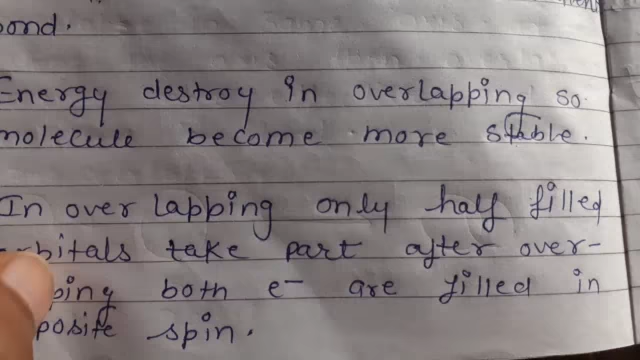 bond.
Energy destroy in overlapping so
molecule become more stable.
In over lapping only half filled
orbitals take part after over-
ping both e- are filled in
posite spin.